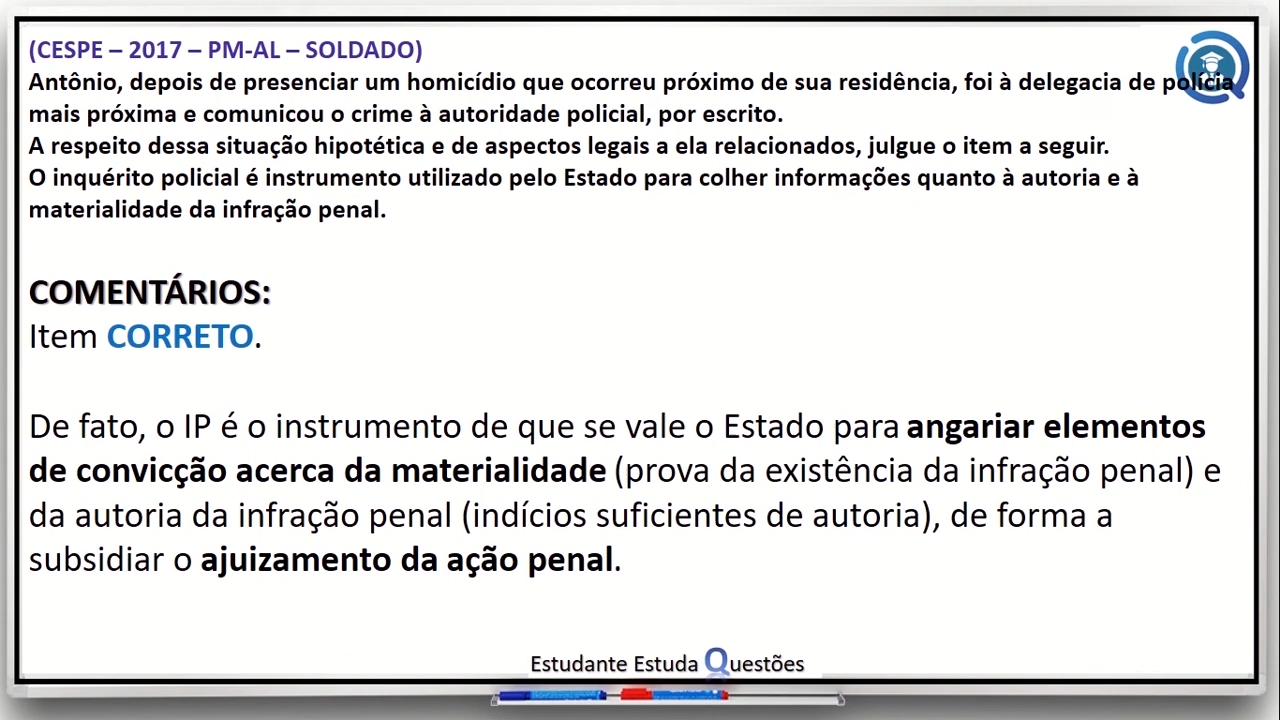 (CESPE – 2017 – PM-AL – SOLDADO)
Antônio, depois de presenciar um homicídio que ocorreu próximo de sua residência, foi à delegacia de polícia
mais próxima e comunicou o crime à autoridade policial, por escrito.
A respeito dessa situação hipotética e de aspectos legais a ela relacionados, julgue o item a seguir.
O inquérito policial é instrumento utilizado pelo Estado para colher informações quanto à autoria e à
materialidade da infração penal.
COMENTÁRIOS:
Item CORRETO.
De fato, o IP é o instrumento de que se vale o Estado para angariar elementos
de convicção acerca da materialidade (prova da existência da infração penal) e
da autoria da infração penal (indícios suficientes de autoria), de forma a
subsidiar o ajuizamento da ação penal.
Estudante Estuda Questões